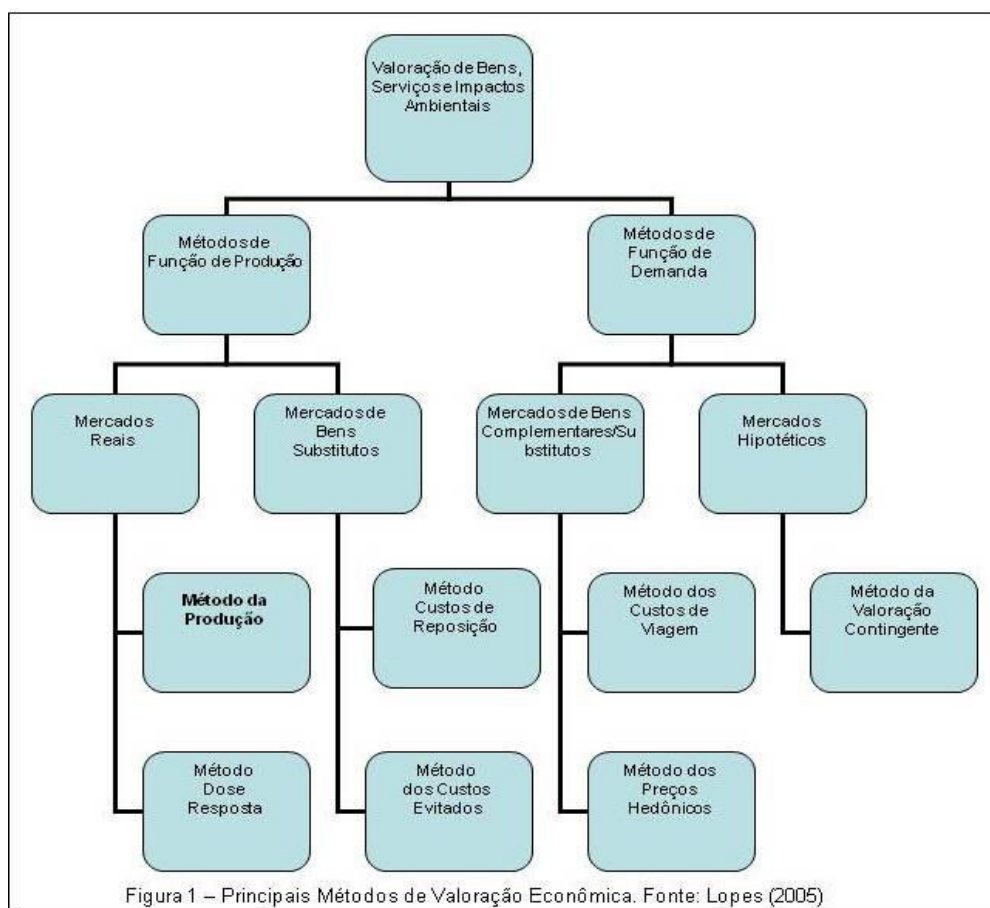 Valoração de Bens,
Serviços e Impactos
Ambientais
Métodos de
Função de Produção
Métodos de
Função de
Demanda
Mercados
Reais
Mercados de
Bens
Substitutos
Mercados de Bens
Complementares/Su
bstitutos
Mercados
Hipotéticos
Método da
Produção
Método
Custos de
Reposição
Método dos
Custos de
Viagem
Método da
Valoração
Contingente
Método
Dose
Resposta
Método
dos Custos
Evitados
Método dos
Preços
Hedônicos
Figura 1 – Principais Métodos de Valoração Econômica. Fonte: Lopes (2005)